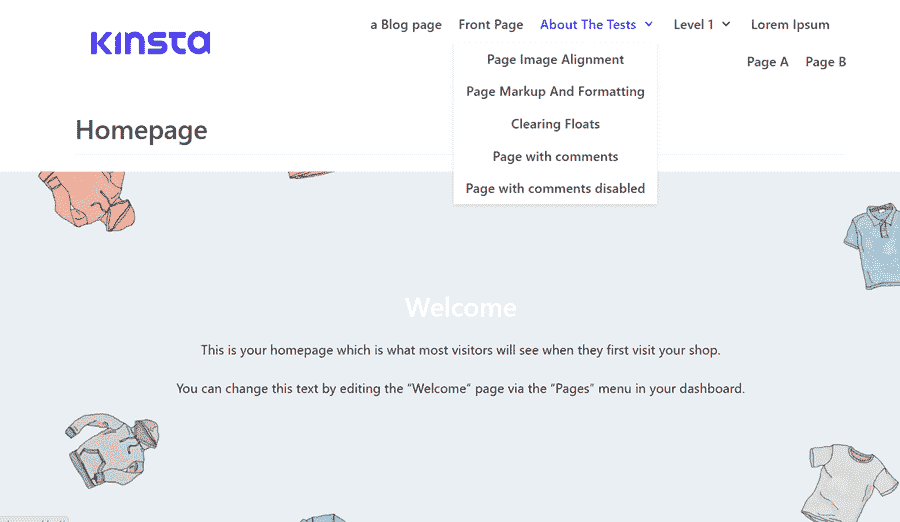 KINSTA
a Blog page Front Page About The Tests Level 1 Lorem Ipsum
Page A Page B
Page Image Alignment
Page Markup And Formatting
Clearing Floats
Page with comments
Page with comments disabled
Homepage
Welcome
This is your homepage which is what most visitors will see when they first visit your shop.
You can change this text by editing the “Welcome” page via the “Pages” menu in your dashboard.